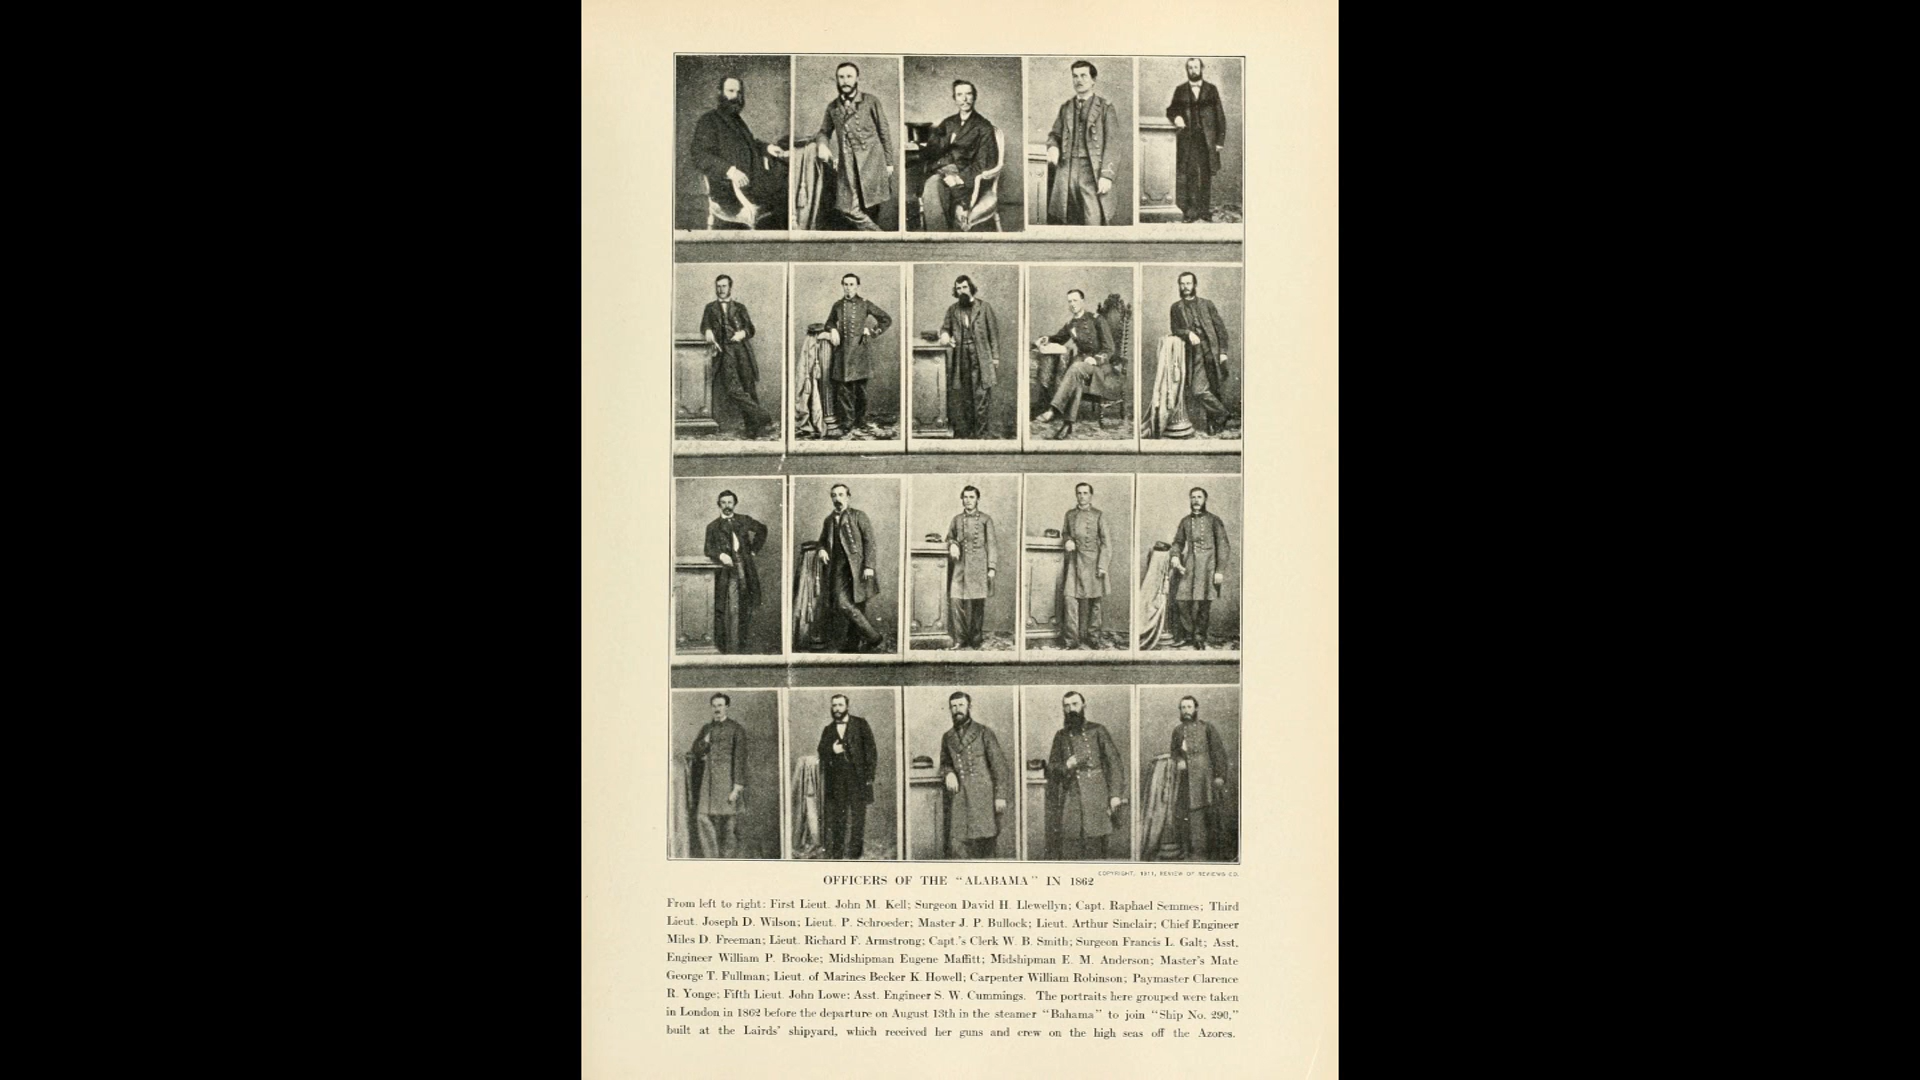 COPYRIGHT, 1911, REVIEW OF REVIEWS CO.
OFFICERS OF THE “ALABAMA” IN 1862
From left to right: First Lieut. John M. Kell; Surgeon David H. Llewellyn; Capt. Raphael Semmes; Third
Lieut. Joseph D. Wilson; Lieut. P. Schroeder; Master J. P. Bullock; Lieut. Arthur Sinclair; Chief Engineer
Miles D. Freeman; Lieut. Richard F. Armstrong; Capt.'s Clerk W. B. Smith; Surgeon Francis L. Galt; Asst.
Engineer William P. Brooke; Midshipman Eugene Maffitt; Midshipman E. M. Anderson; Master's Mate
George T. Fullman; Lieut. of Marines Becker K. Howell; Carpenter William Robinson; Paymaster Clarence
R. Yonge; Fifth Lieut. John Lowe; Asst. Engineer S. W. Cummings. The portraits here grouped were taken
in London in 1862 before the departure on August 13th in the steamer “Bahama” to join “Ship No. 290,”
built at the Lairds' shipyard, which received her guns and crew on the high seas off the Azores.